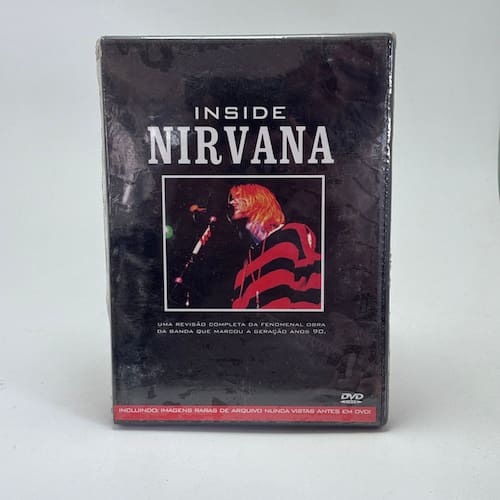 INSIDE
NIRVANA
UMA REVISÃO COMPLETA DA FENOMENAL OBRA
DA BANDA QUE MARCOU A GERAÇÃO ANOS 90.
DVD
INCLUINDO: IMAGENS RARAS DE ARQUIVO NUNCA VISTAS ANTES EM DVD!